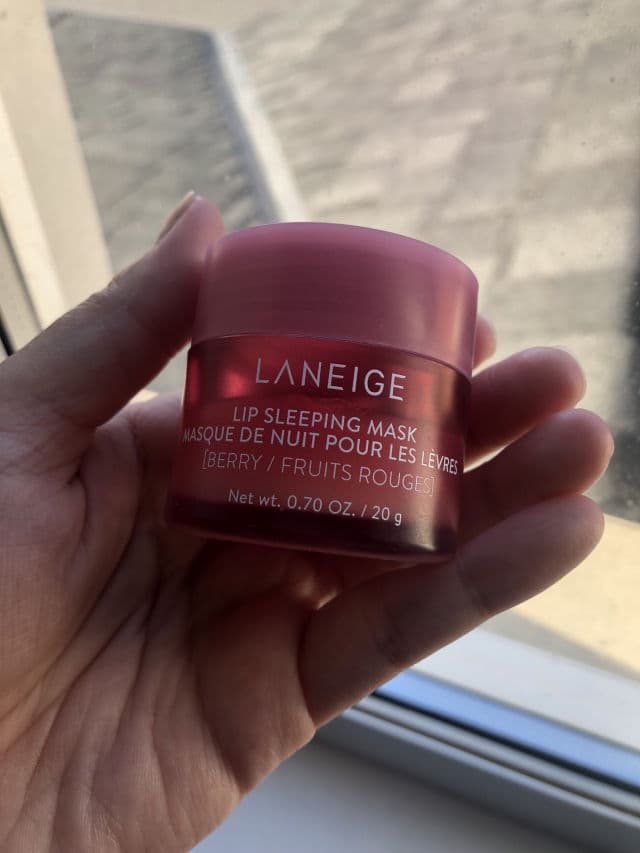 LANEIGE
LIP SLEEPING MASK
MASQUE DE NUIT POUR LES LÈVRES
[BERRY / FRUITS ROUGES]
Net wt. 0.70 OZ. / 20 g